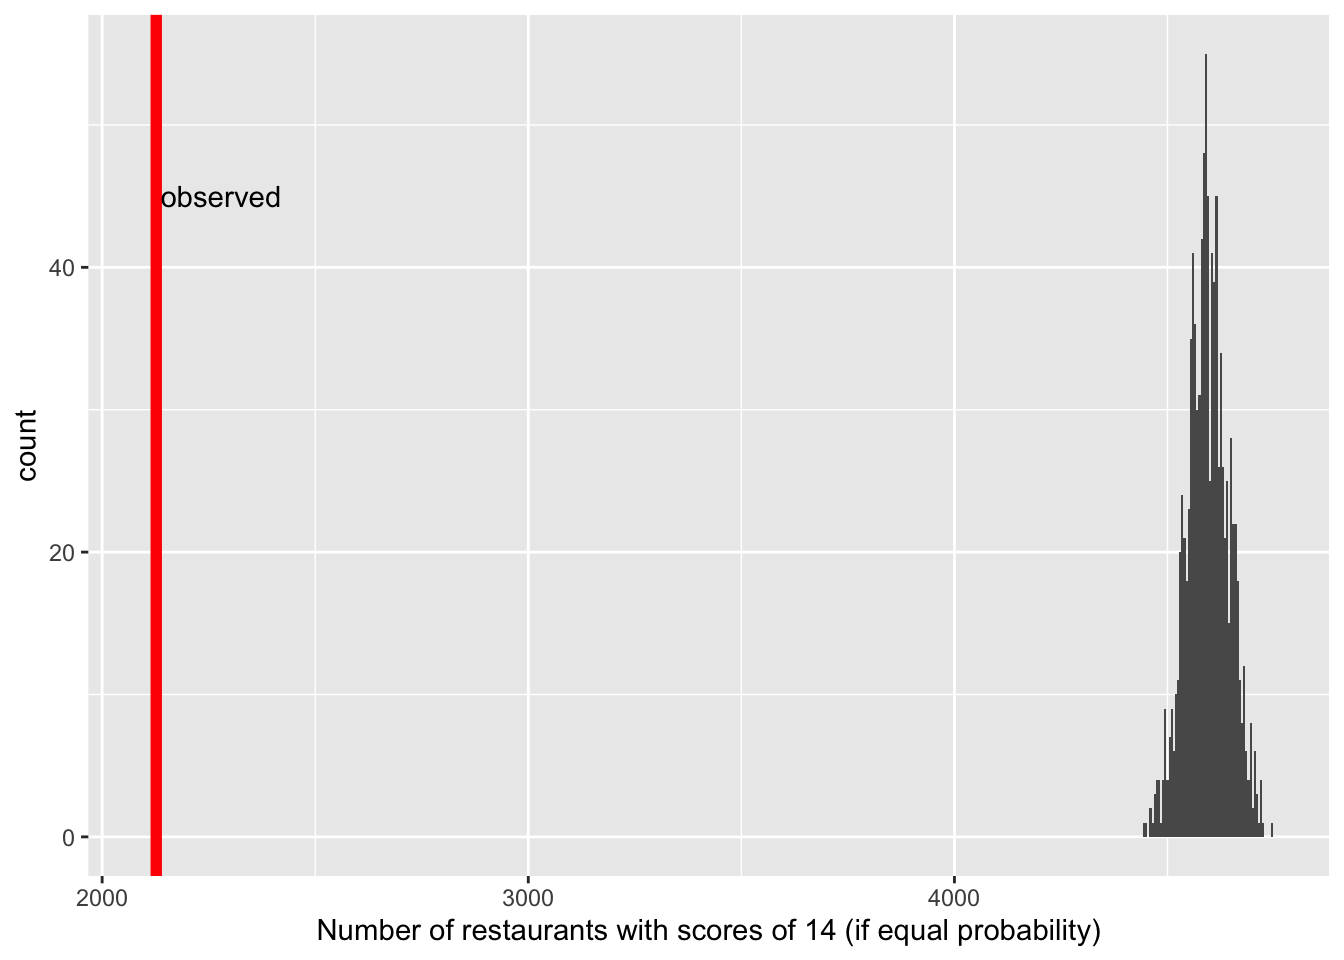 observed
40
20
0
count
2000
3000
4000
Number of restaurants with scores of 14 (if equal probability)